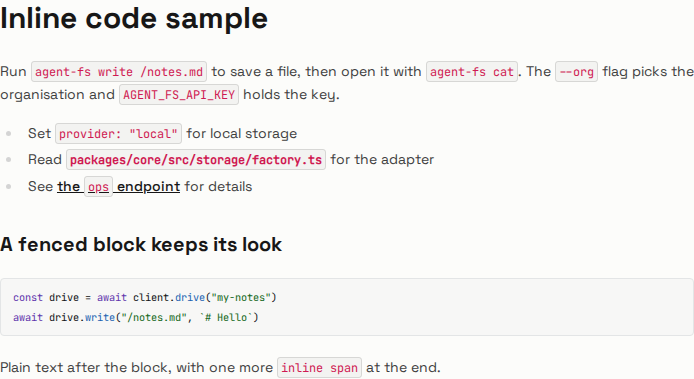 Inline code sample
Run agent-fs write /notes.md to save a file, then open it with agent-fs cat. The --org flag picks the
organisation and AGENT_FS_API_KEY holds the key.
Set provider: "local" for local storage
Read packages/core/src/storage/factory.ts for the adapter
See the ops endpoint for details
A fenced block keeps its look
const drive = await client.drive("my-notes")
await drive.write("/notes.md", `# Hello`)
Plain text after the block, with one more inline span at the end.